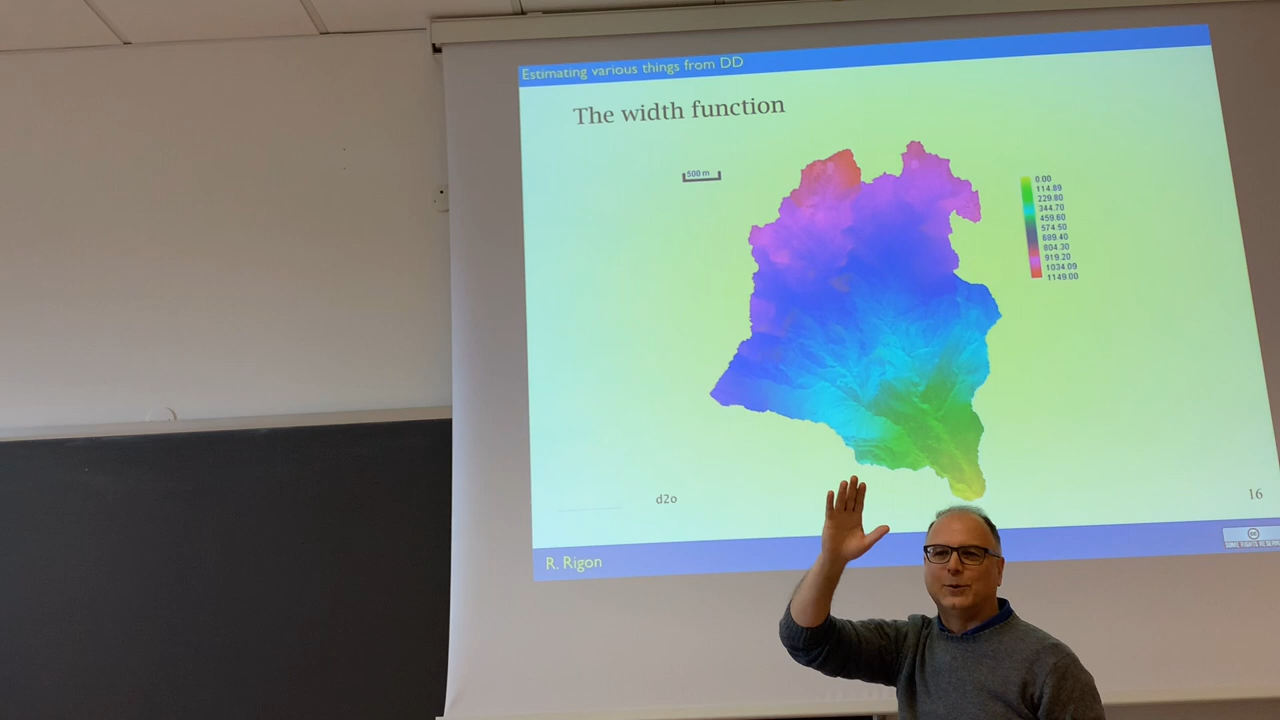 Estimating various things from DD
The width function
500 m
0.00
114.89
229.80
344.70
459.60
574.50
689.40
804.30
919.20
1034.09
1149.00
d2o
16
R. Rigon
cc